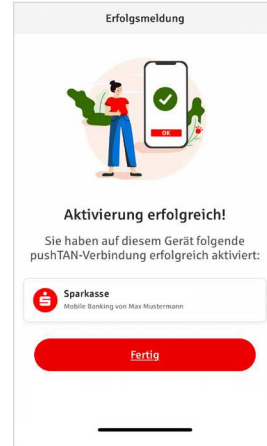 Erfolgsmeldung
OK
Aktivierung erfolgreich!
Sie haben auf diesem Gerät folgende
pushTAN-Verbindung erfolgreich aktiviert:
Sparkasse
Mobile Banking von Max Mustermann
Fertig